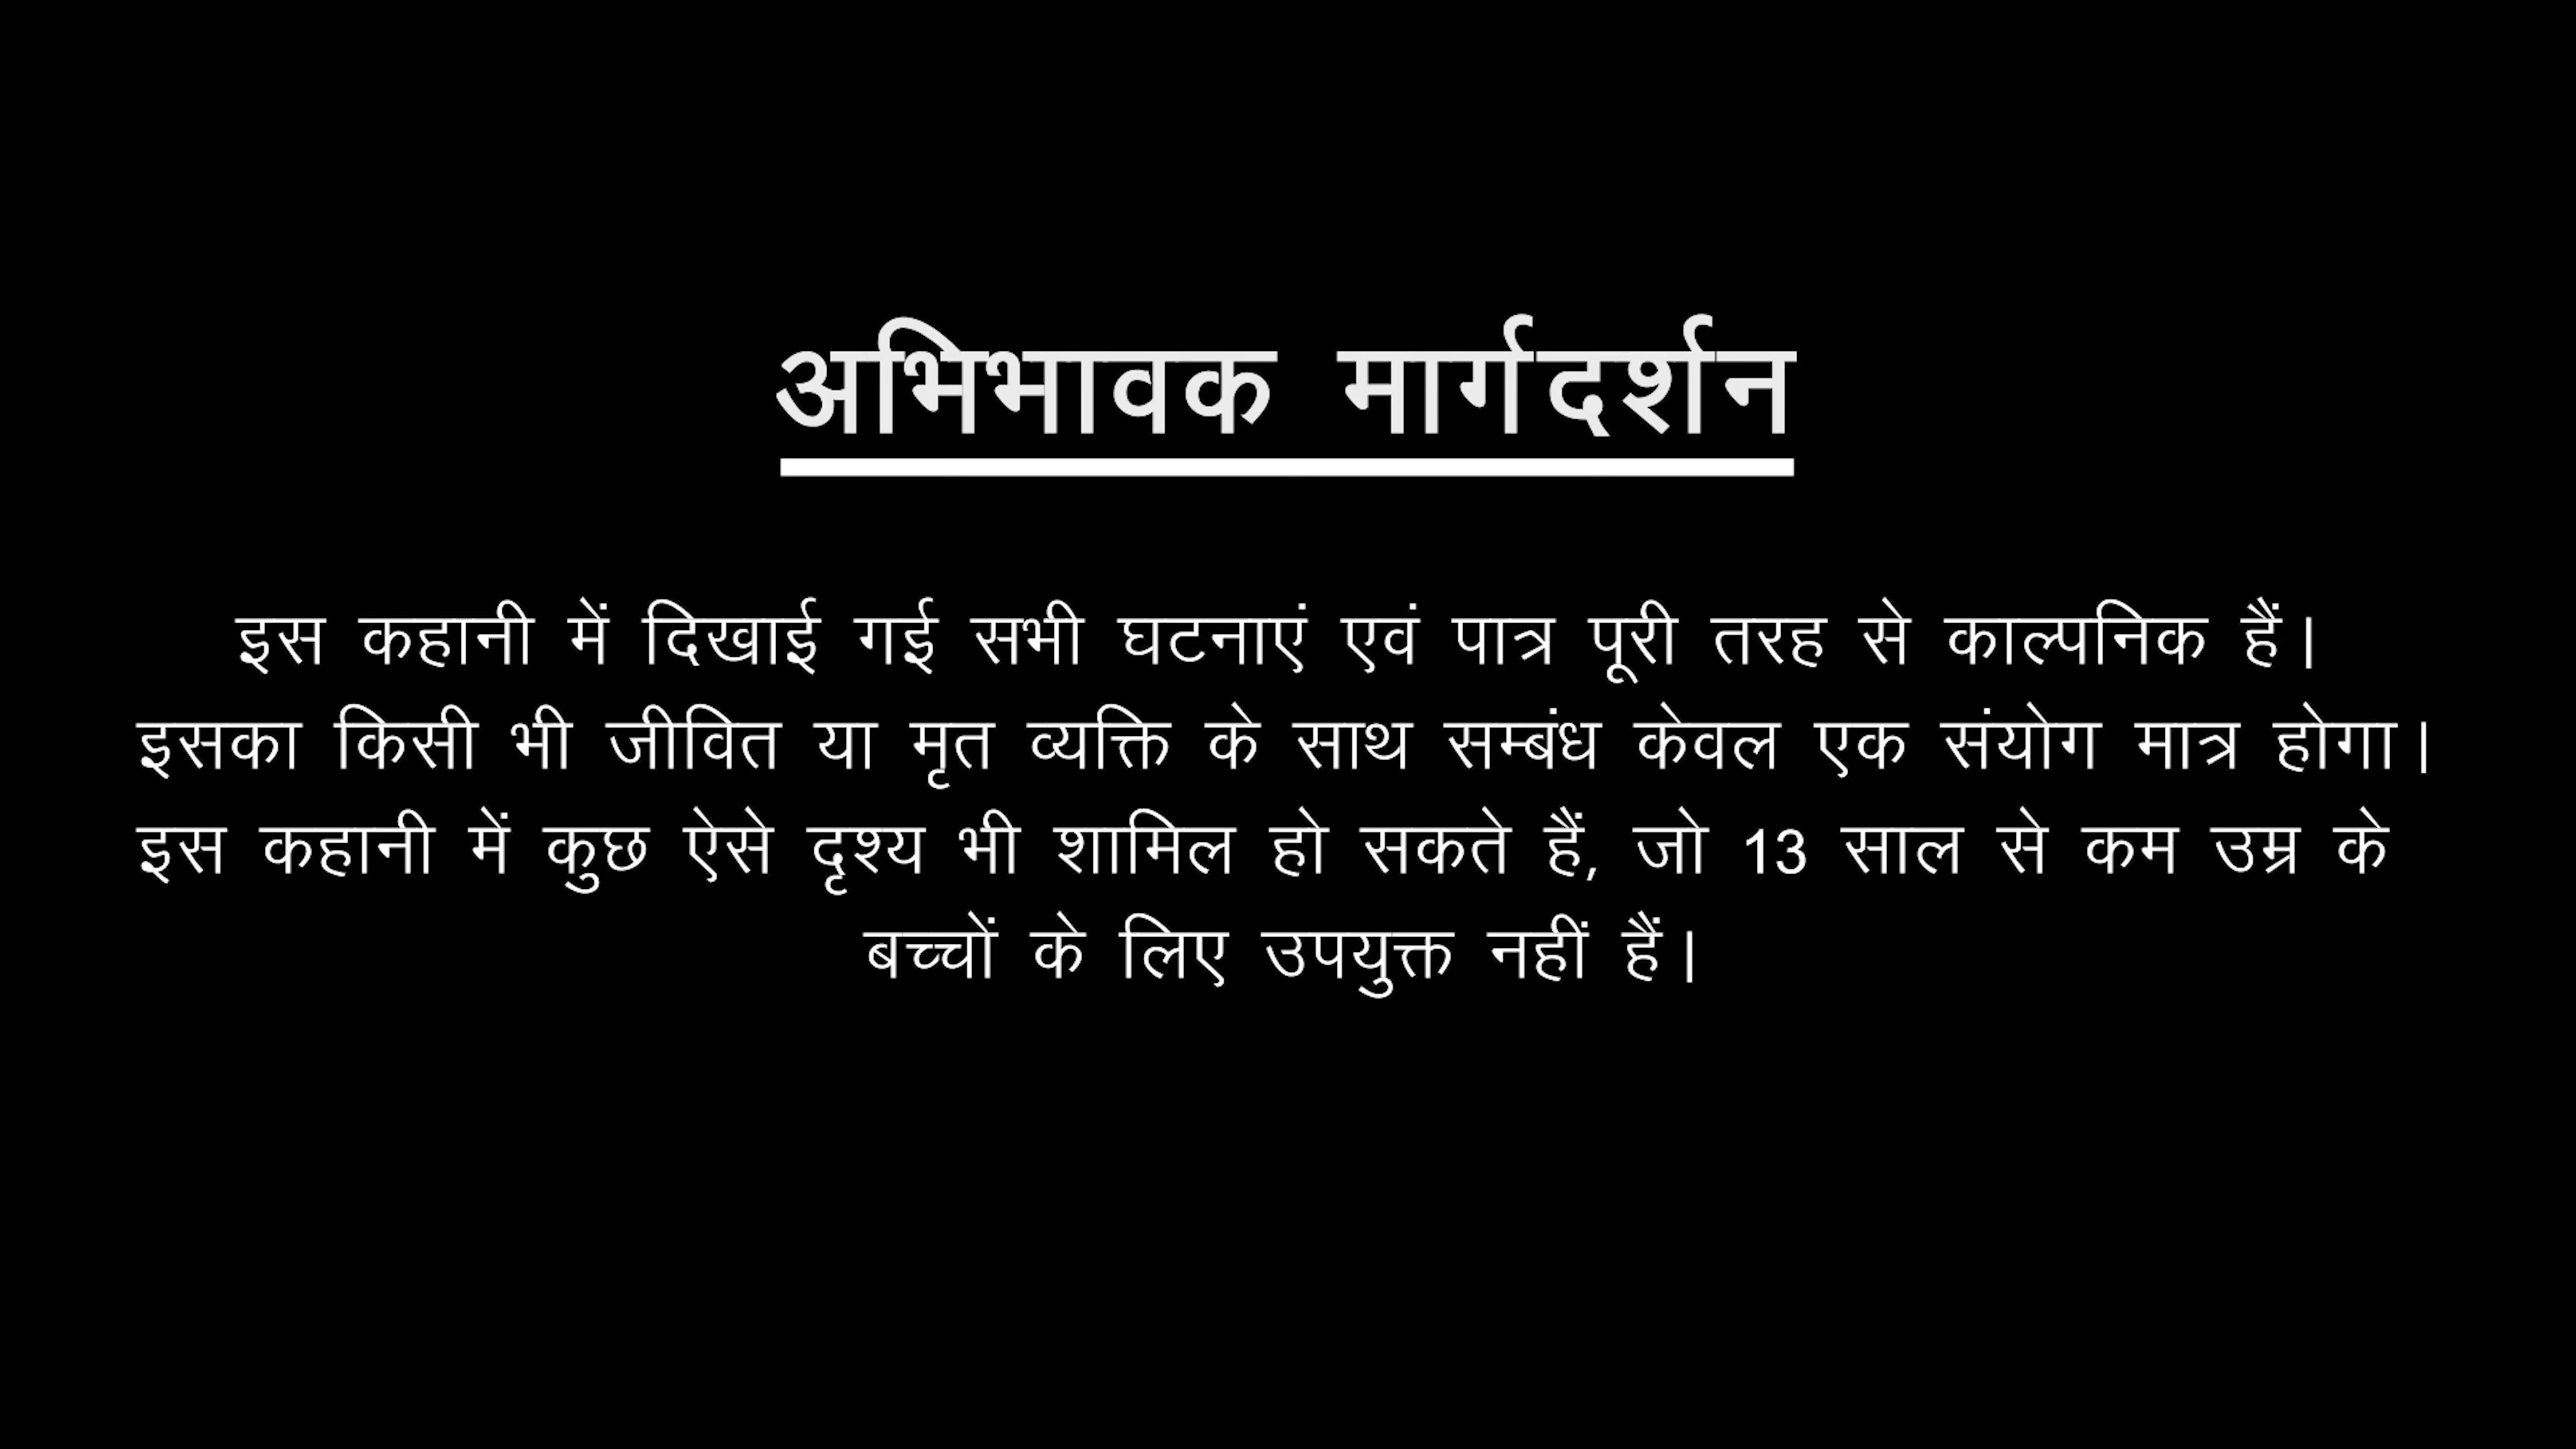 अभिभावक मार्गदर्शन
इस कहानी में दिखाई गई सभी घटनाएं एवं पात्र पूरी तरह से काल्पनिक हैं।
इसका किसी भी जीवित या मृत व्यक्ति के साथ सम्बंध केवल एक संयोग मात्र होगा।
इस कहानी में कुछ ऐसे दृश्य भी शामिल हो सकते हैं, जो 13 साल से कम उम्र के
बच्चों के लिए उपयुक्त नहीं हैं।